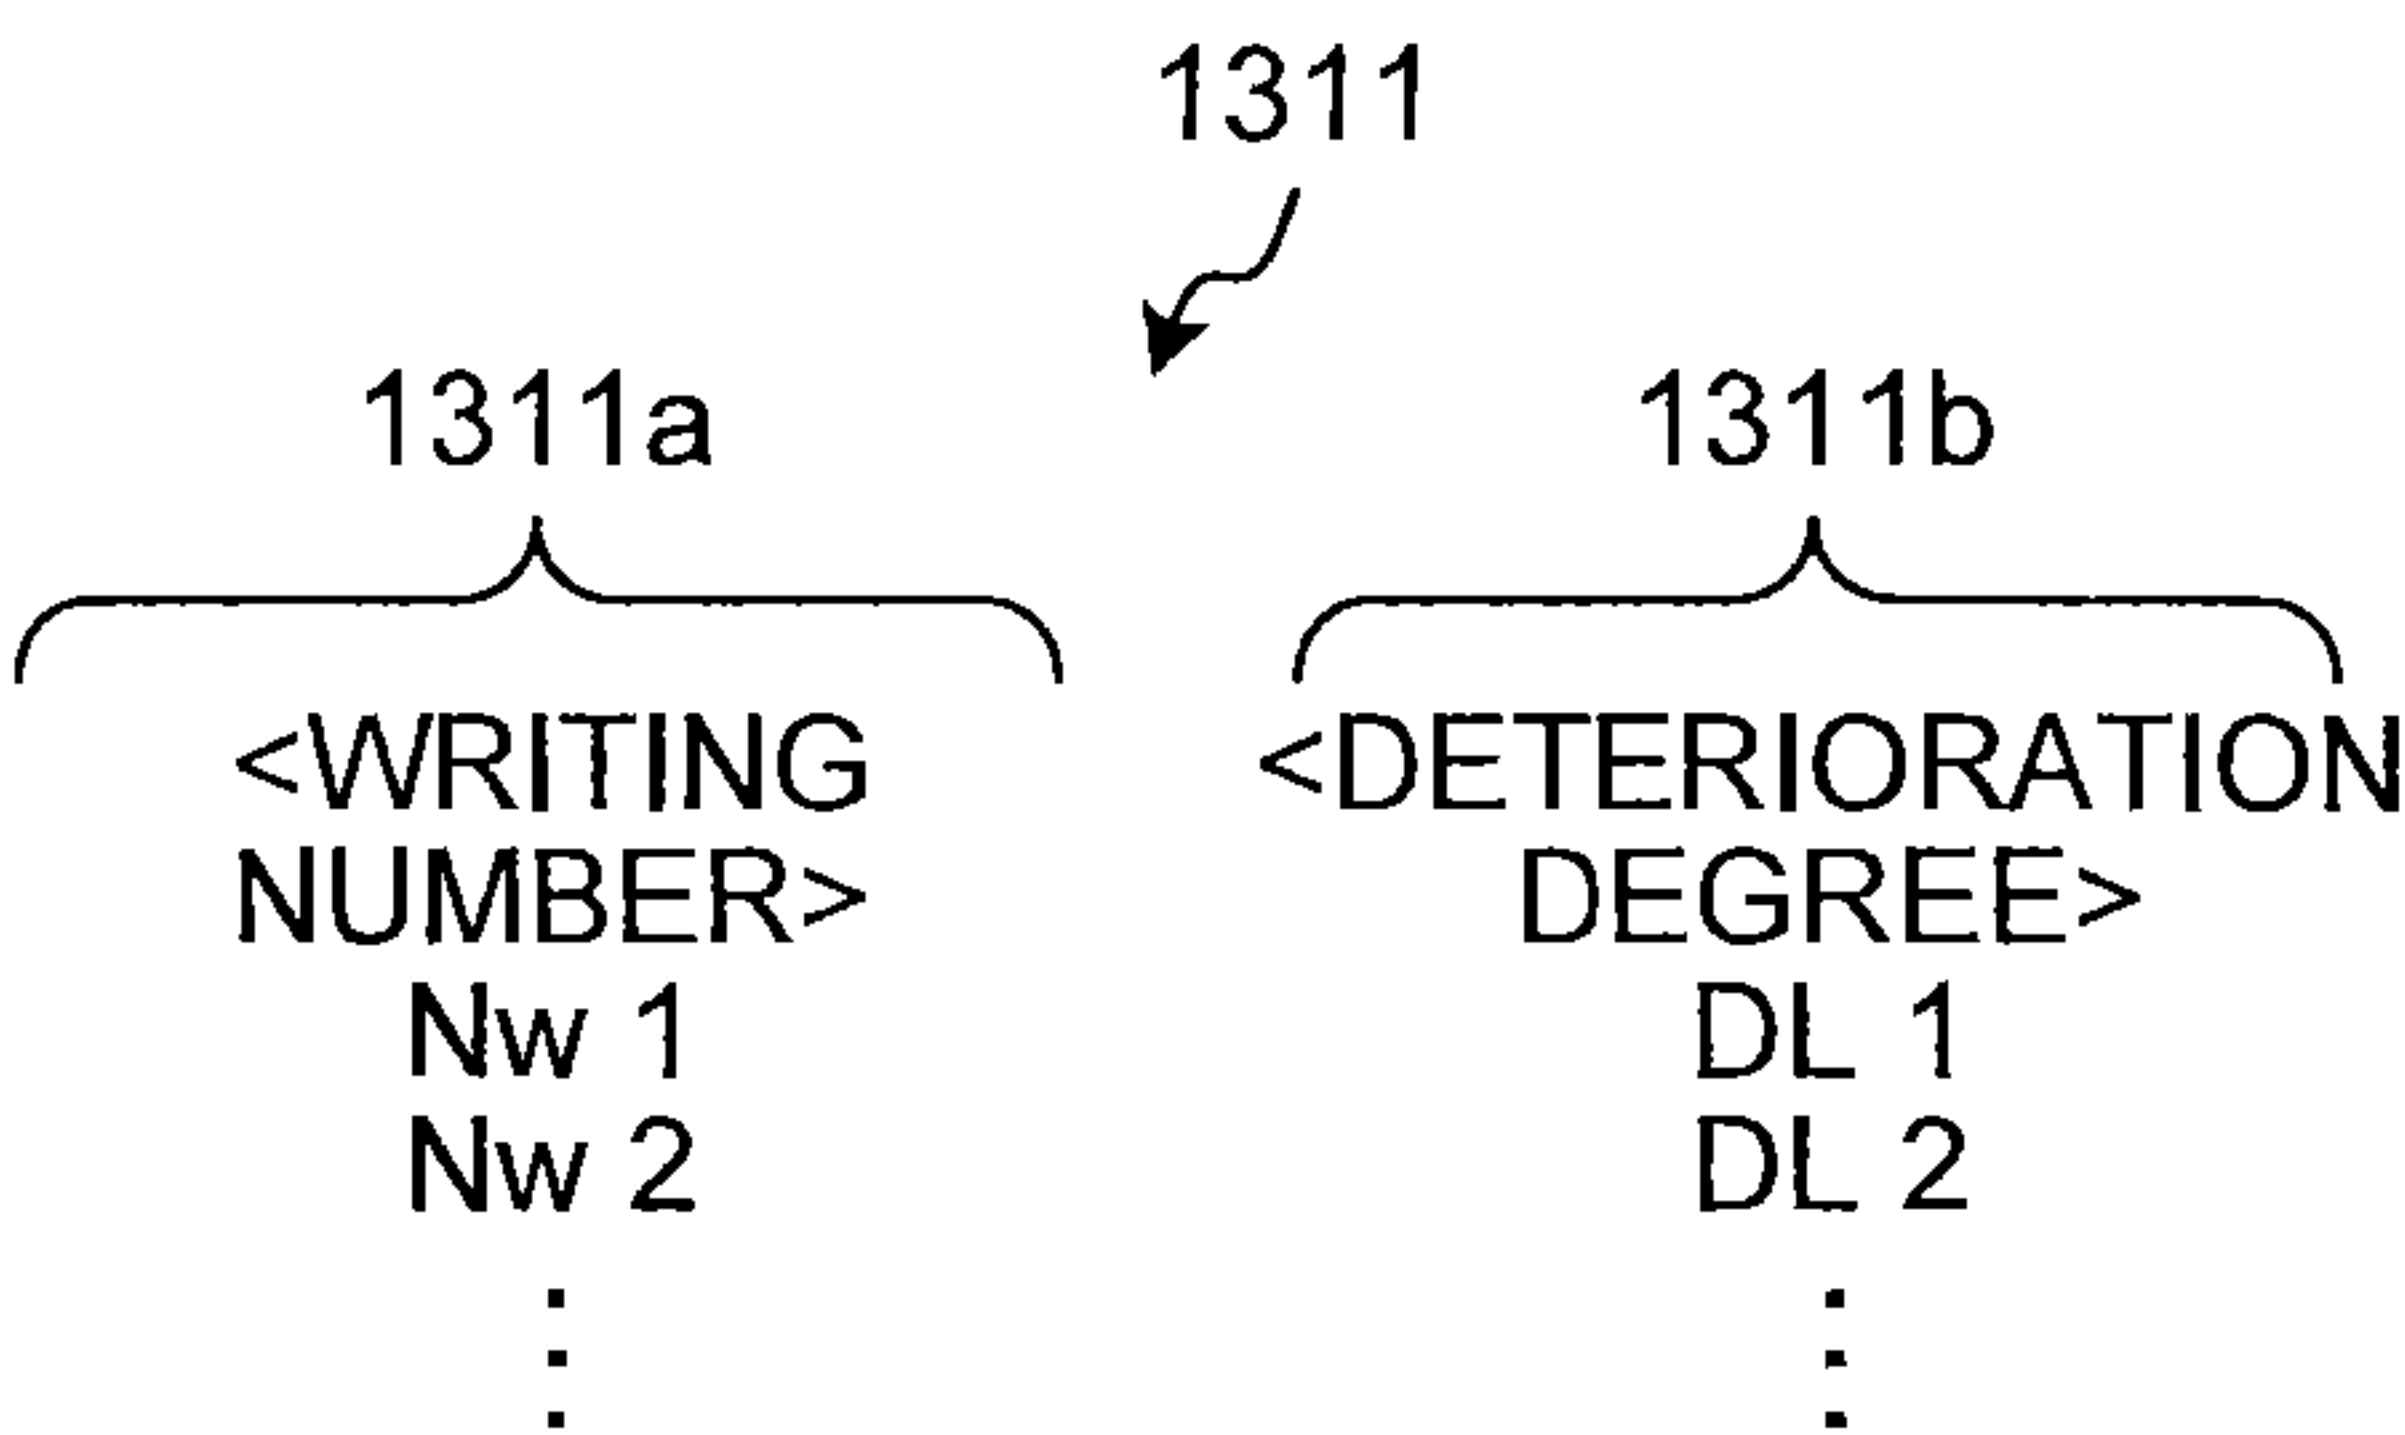 1311
1311a
1311b
<WRITING
NUMBER>
Nw 1
Nw 2
<DETERIORATION
DEGREE>
DL 1
DL 2